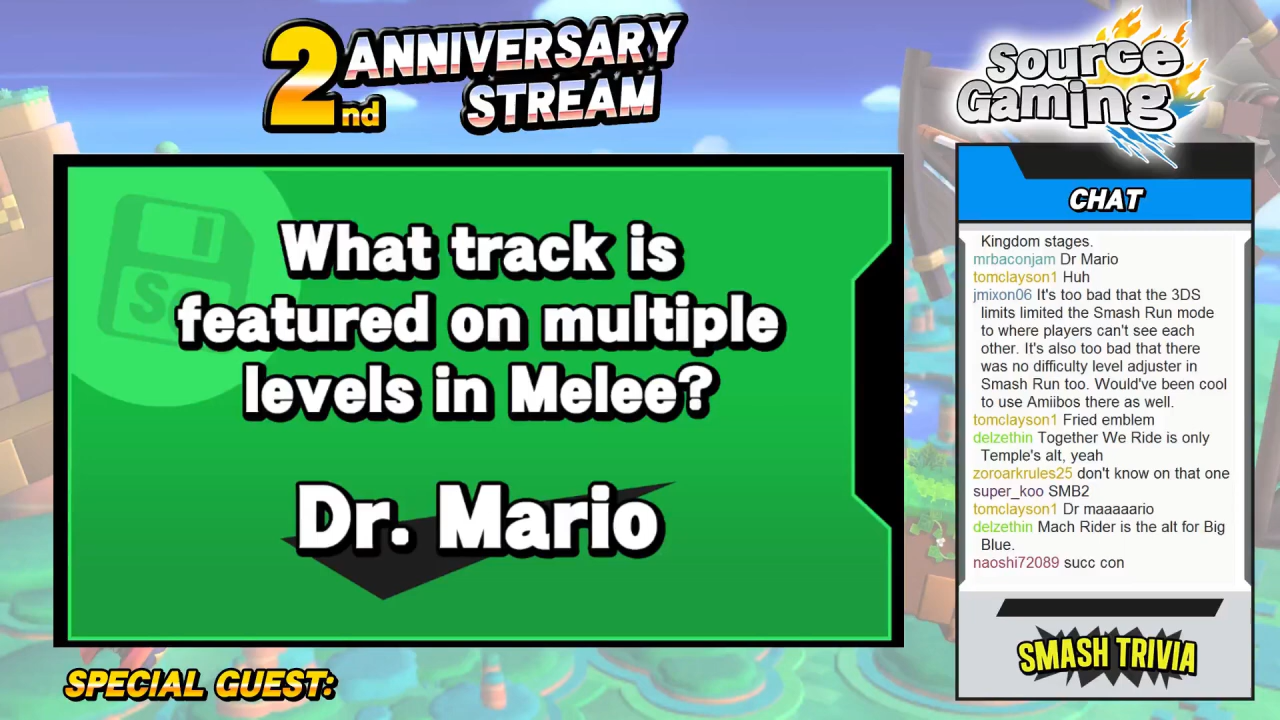 2nd ANNIVERSARY
STREAM
Source
Gaming
What track is
featured on multiple
levels in Melee?
Dr. Mario
SPECIAL GUEST:
CHAT
Kingdom stages.
mrbaconjam Dr Mario
tomclayson1 Huh
jmixon06 It's too bad that the 3DS
limits limited the Smash Run mode
to where players can't see each
other. It's also too bad that there
was no difficulty level adjuster in
Smash Run too. Would've been cool
to use Amiibos there as well.
tomclayson1 Fried emblem
delzethin Together We Ride is only
Temple's alt, yeah
zoroarkrules25 don't know on that one
super_koo SMB2
tomclayson1 Dr maaaaario
delzethin Mach Rider is the alt for Big
Blue.
naoshi72089 succ con
SMASH TRIVIA